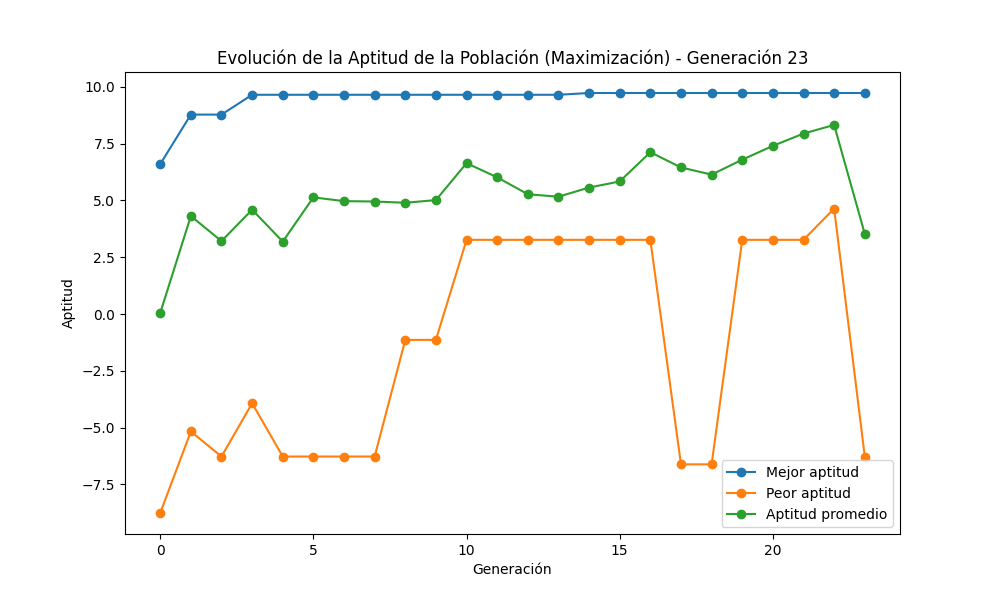 Evolución de la Aptitud de la Población (Maximización) - Generación 23
Aptitud
10.0
7.5
5.0
2.5
0.0
−2.5
−5.0
−7.5
Mejor aptitud
Peor aptitud
Aptitud promedio
0
5
10
15
20
Generación